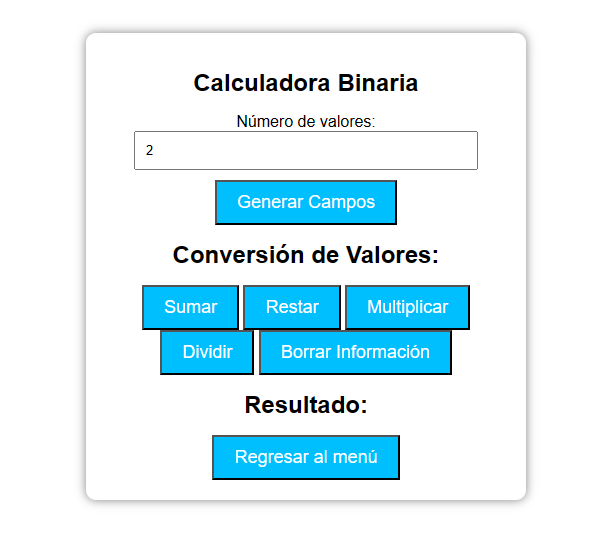 Calculadora Binaria
Número de valores:
2
Generar Campos
Conversión de Valores:
Sumar Restar Multiplicar
Dividir Borrar Información
Resultado:
Regresar al menú